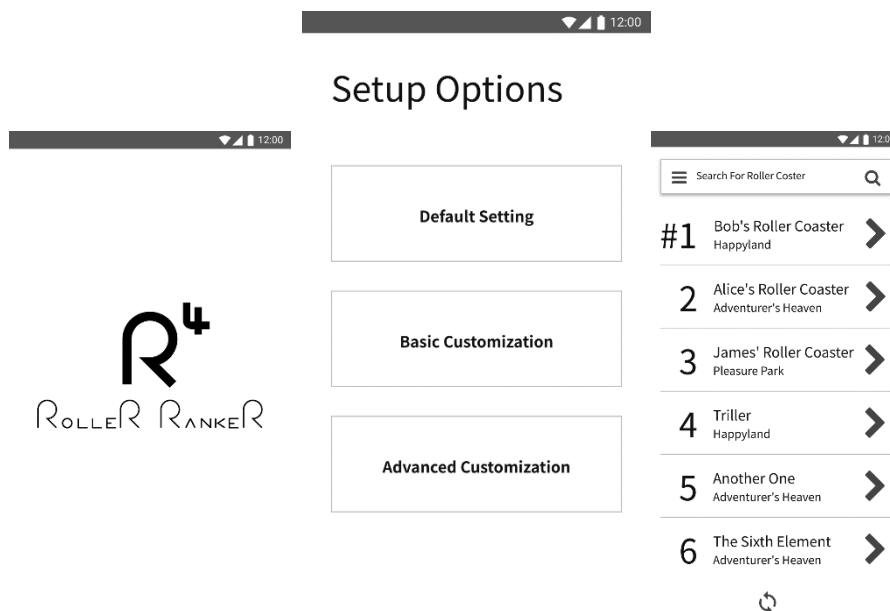 12:00
R⁴
RolleR RankeR
12:00
Setup Options
Default Setting
Basic Customization
Advanced Customization
12:0
Search For Roller Coster
#1 Bob's Roller Coaster
Happyland
2 Alice's Roller Coaster
Adventurer's Heaven
3 James' Roller Coaster
Pleasure Park
4 Triller
Happyland
5 Another One
Adventurer's Heaven
6 The Sixth Element
Adventurer's Heaven